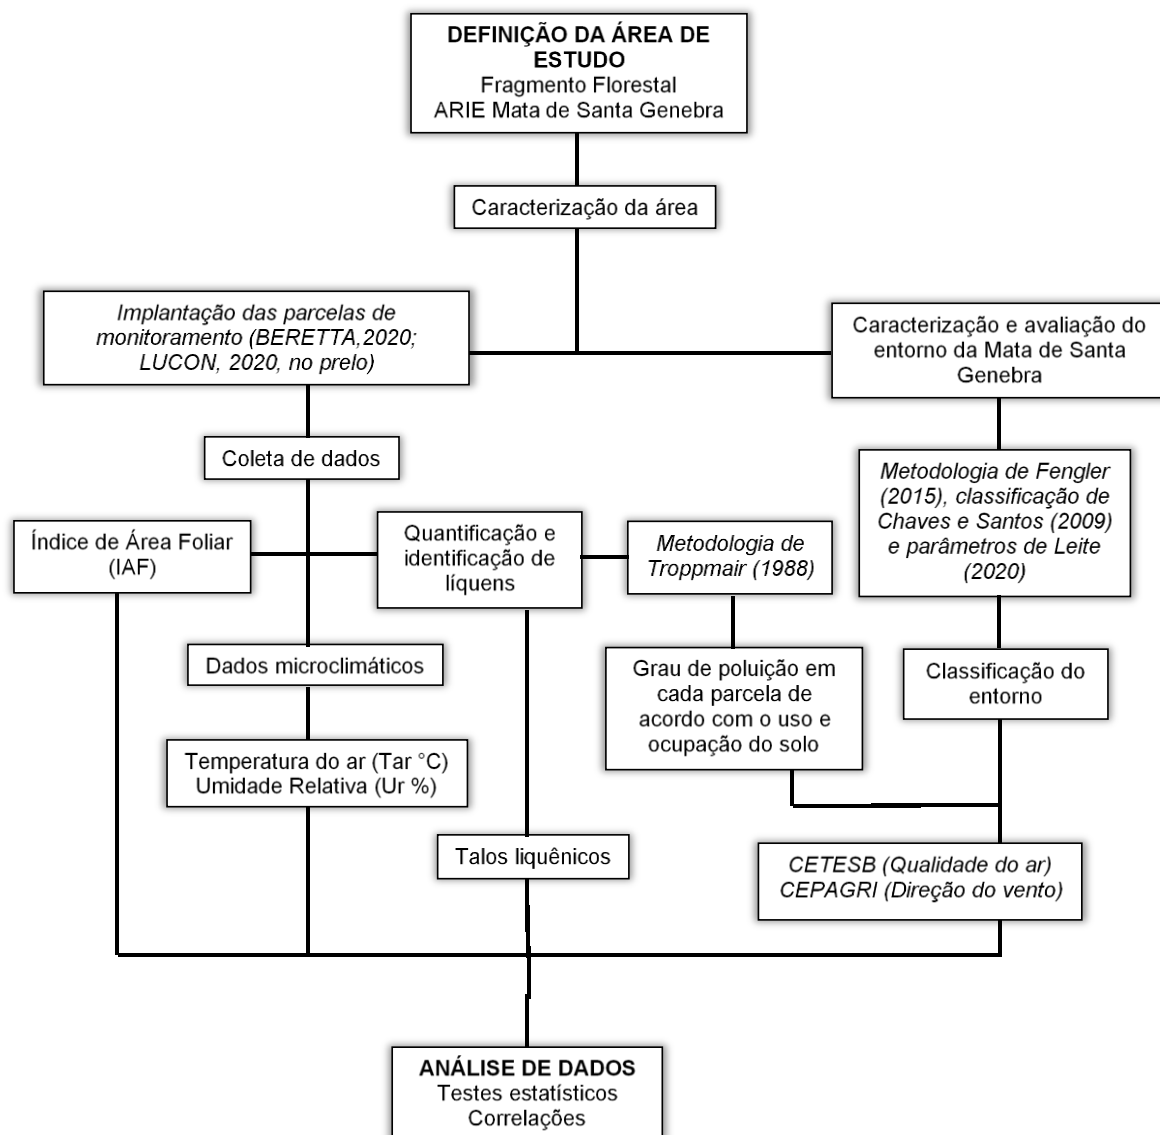 DEFINIÇÃO DA ÁREA DE
ESTUDO
Fragmento Florestal
ARIE Mata de Santa Genebra
Caracterização da área
Implantação das parcelas de
monitoramento (BERETTA,2020;
LUCON, 2020, no prelo)
Caracterização e avaliação do
entorno da Mata de Santa
Genebra
Coleta de dados
Metodologia de Fengler
(2015), classificação de
Chaves e Santos (2009)
e parâmetros de Leite
(2020)
Índice de Área Foliar
(IAF)
Quantificação e
identificação de
líquens
Metodologia de
Troppmair (1988)
Dados microclimáticos
Grau de poluição em
cada parcela de
acordo com o uso e
ocupação do solo
Classificação do
entorno
Temperatura do ar (Tar °C)
Umidade Relativa (Ur %)
Talos liquênicos
CETESB (Qualidade do ar)
CEPAGRI (Direção do vento)
ANÁLISE DE DADOS
Testes estatísticos
Correlações